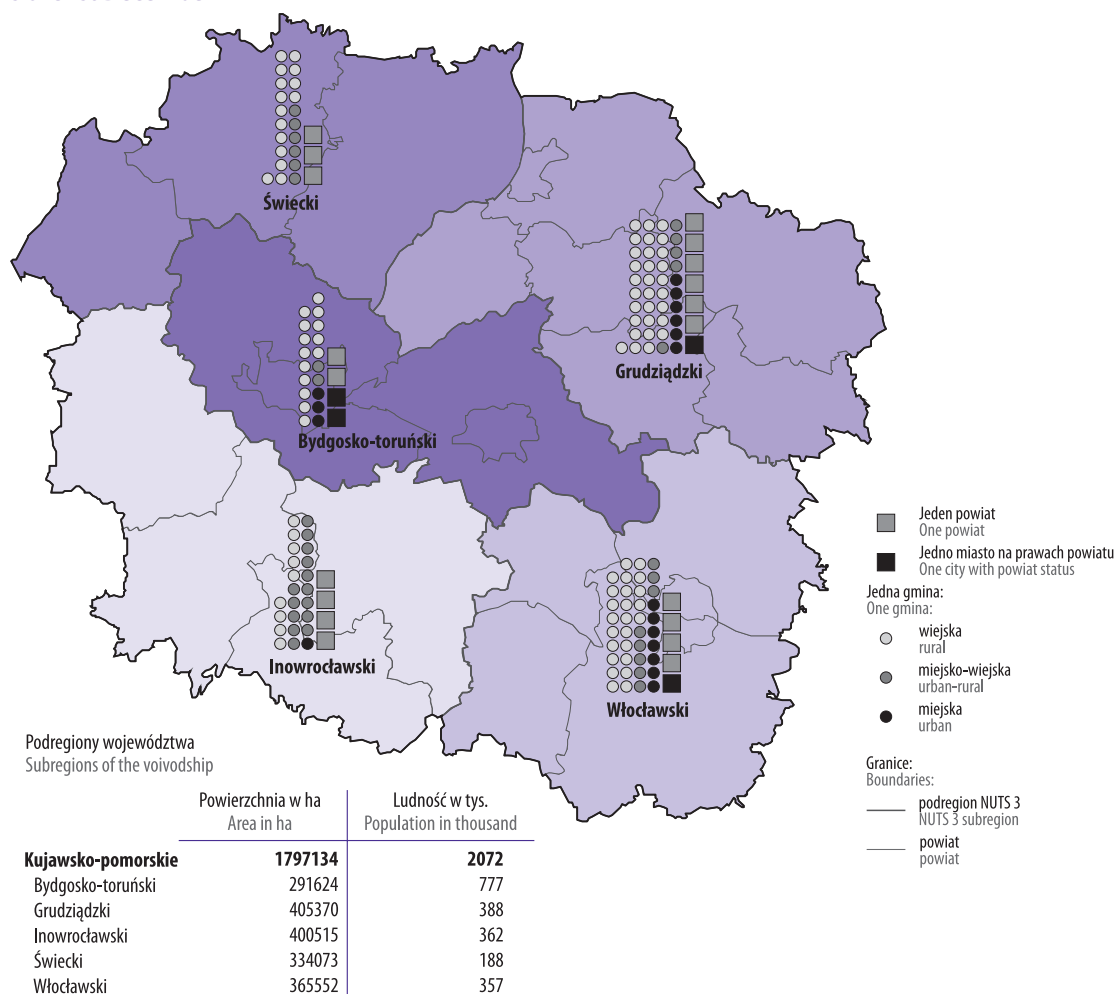 Świecki
Grudziądzki
Bydgosko-toruński
Inowrocławski
Włocławski
Jeden powiat
One powiat
Jedno miasto na prawach powiatu
One city with powiat status
Jedna gmina:
One gmina:
wiejska
rural
miejsko-wiejska
urban-rural
miejska
urban
Granice:
Boundaries:
podregion NUTS 3
NUTS 3 subregion
powiat
powiat
Podregiony województwa
Subregions of the voivodship
Powierzchnia w ha Ludność w tys.
Area in ha Population in thousand
Kujawsko-pomorskie 1797134 2072
Bydgosko-toruński 291624 777
Grudziądzki 405370 388
Inowrocławski 400515 362
Świecki 334073 188
Włocławski 365552 357